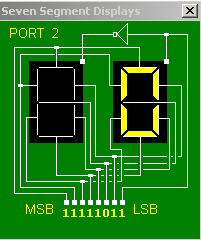 Seven Segment Displays
PORT 2
MSB 11111011 LSB